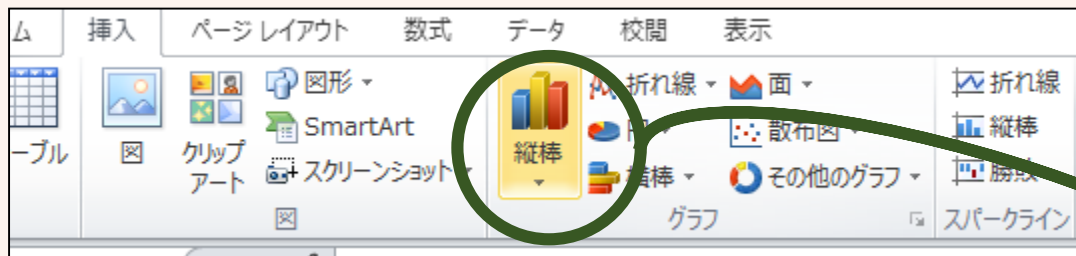 ム 挿入 ページ レイアウト 数式 データ 校閲 表示
ーブル
図
クリップ
アート
図形
SmartArt
スクリーンショット
図
縦棒
折れ線
円
横棒
面
散布図
その他のグラフ
グラフ
折れ線
縦棒
勝敗
スパークライン